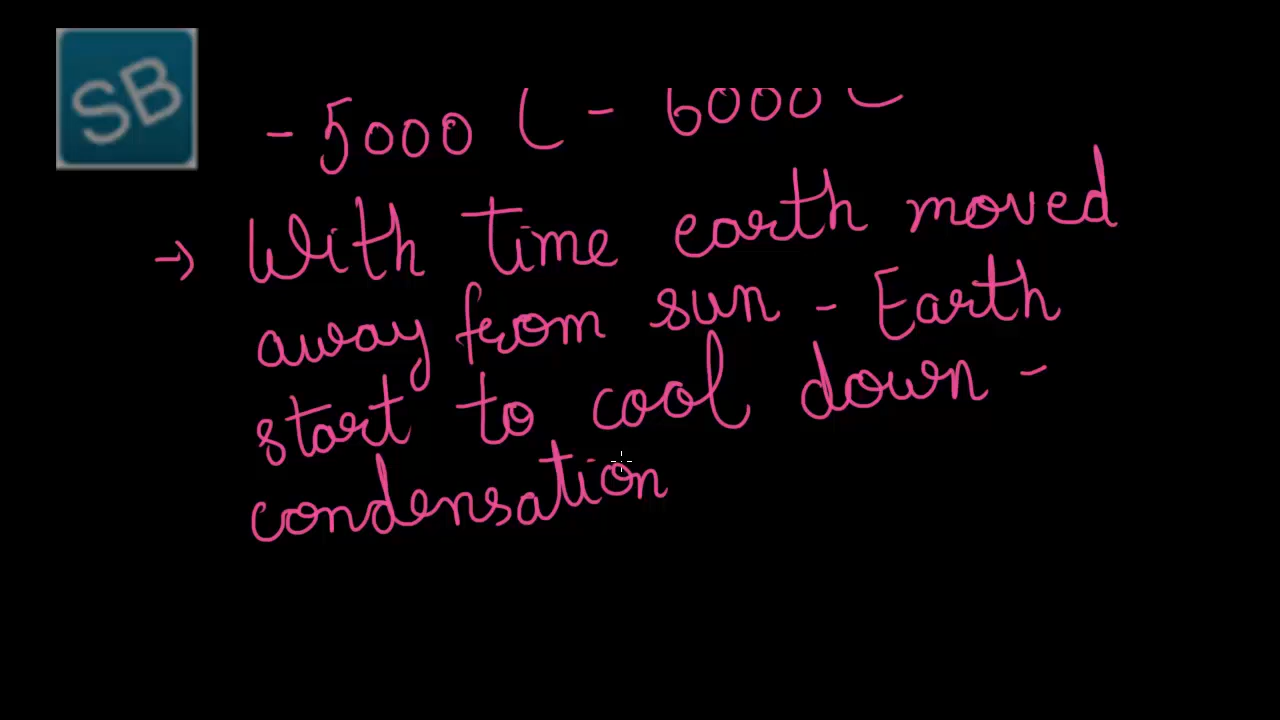 SB
- 5000 C - 6000 C
→ With time earth moved
away from sun - Earth
start to cool down -
condensation